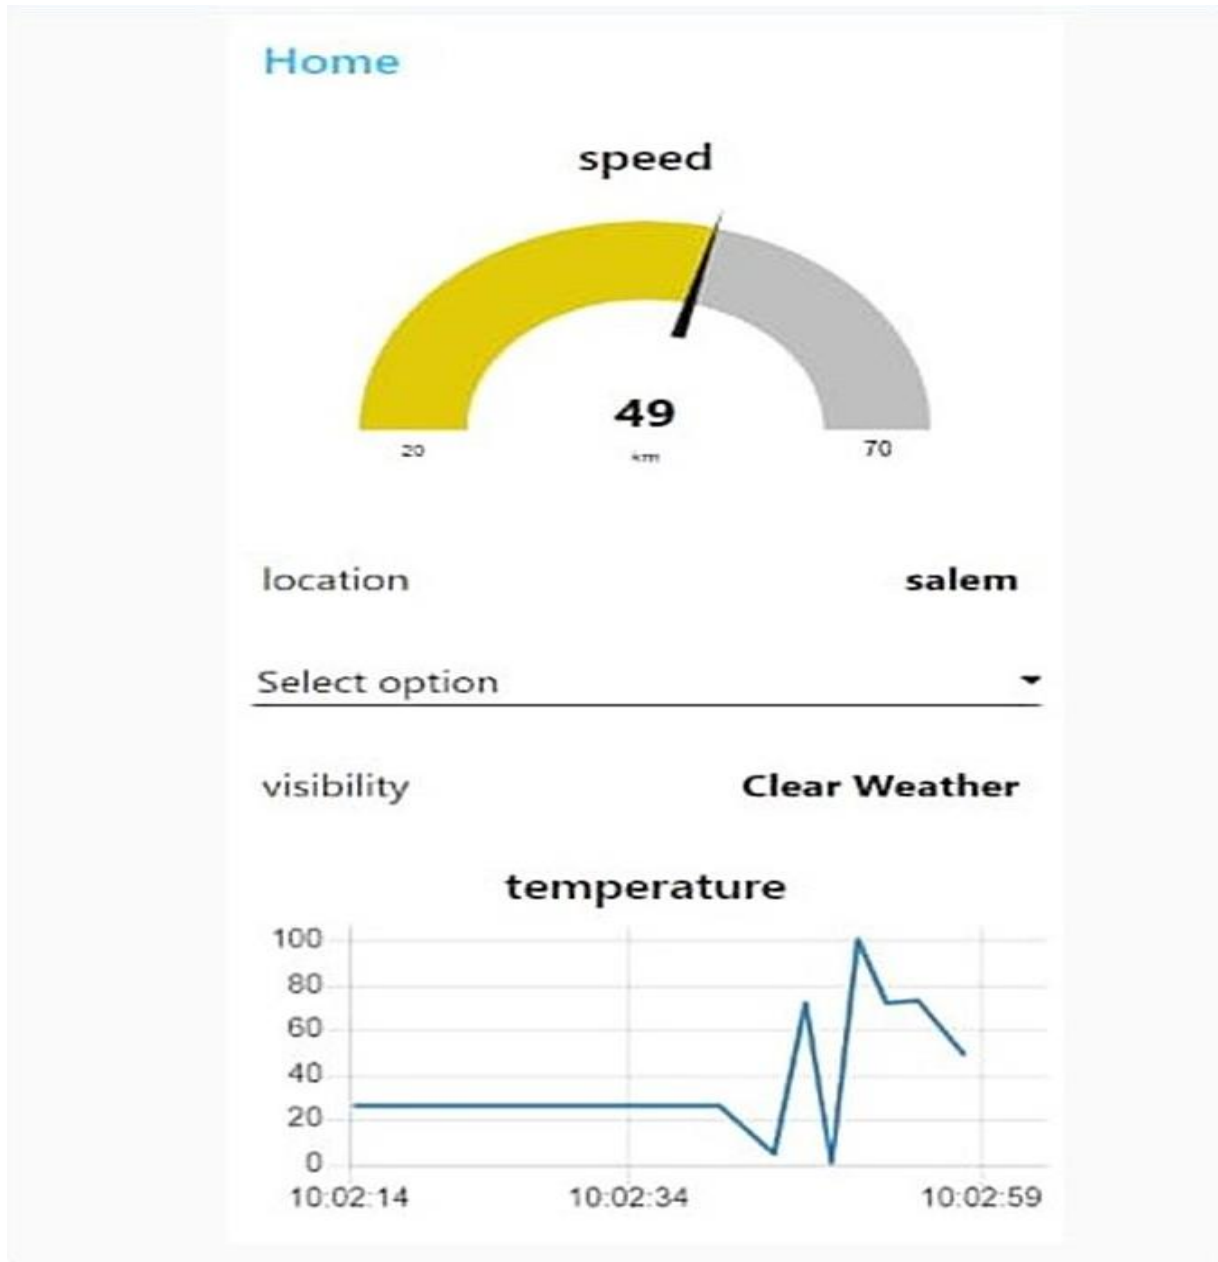 Home
speed
49
20 km 70
location salem
Select option
visibility Clear Weather
temperature
100
80
60
40
20
0
10:02:14 10:02:34 10:02:59